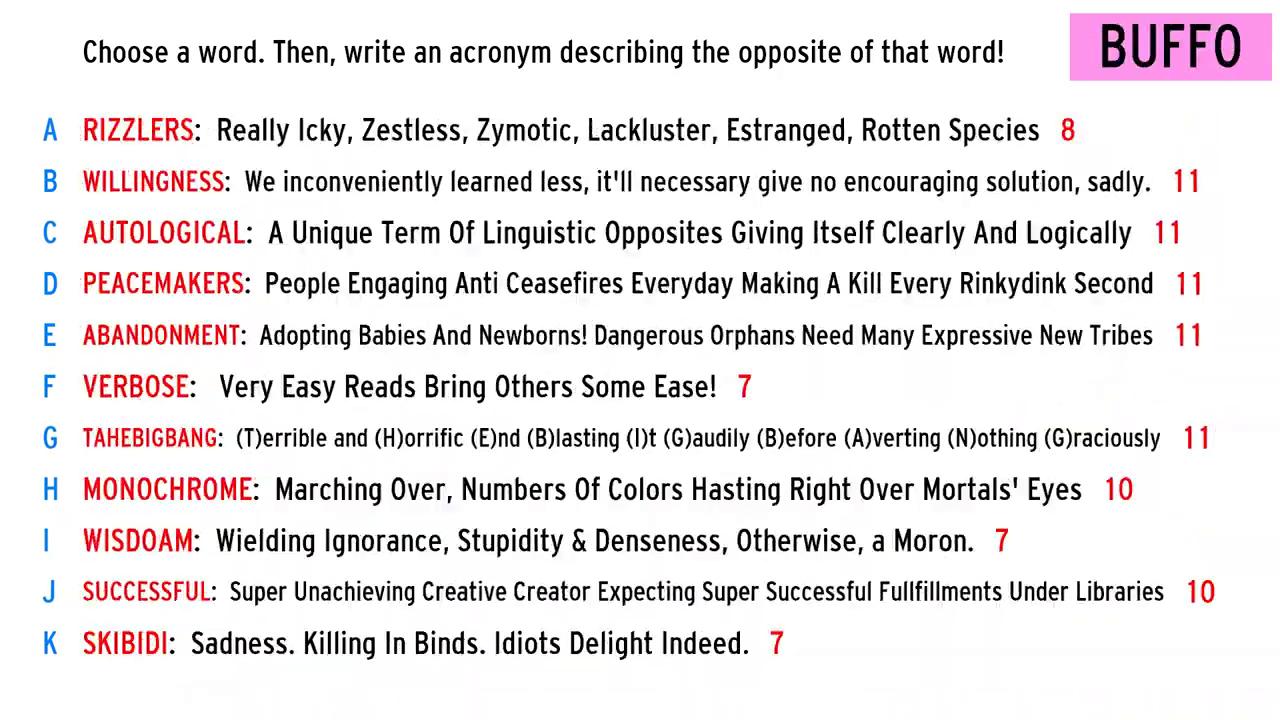 Choose a word. Then, write an acronym describing the opposite of that word!
BUFFO
A RIZZLERS: Really Icky, Zestless, Zymotic, Lackluster, Estranged, Rotten Species 8
B WILLINGNESS: We inconveniently learned less, it'll necessary give no encouraging solution, sadly. 11
C AUTOLOGICAL: A Unique Term Of Linguistic Opposites Giving Itself Clearly And Logically 11
D PEACEMAKERS: People Engaging Anti Ceasefires Everyday Making A Kill Every Rinkydink Second 11
E ABANDONMENT: Adopting Babies And Newborns! Dangerous Orphans Need Many Expressive New Tribes 11
F VERBOSE: Very Easy Reads Bring Others Some Ease! 7
G TAHEBIGBANG: (T)errible and (H)orrific (E)nd (B)lasting (I)t (G)audily (B)efore (A)verting (N)othing (G)raciously 11
H MONOCHROME: Marching Over, Numbers Of Colors Hasting Right Over Mortals' Eyes 10
I WISDOAM: Wielding Ignorance, Stupidity & Denseness, Otherwise, a Moron. 7
J SUCCESSFUL: Super Unachieving Creative Creator Expecting Super Successful Fullfillments Under Libraries 10
K SKIBIDI: Sadness. Killing In Binds. Idiots Delight Indeed. 7